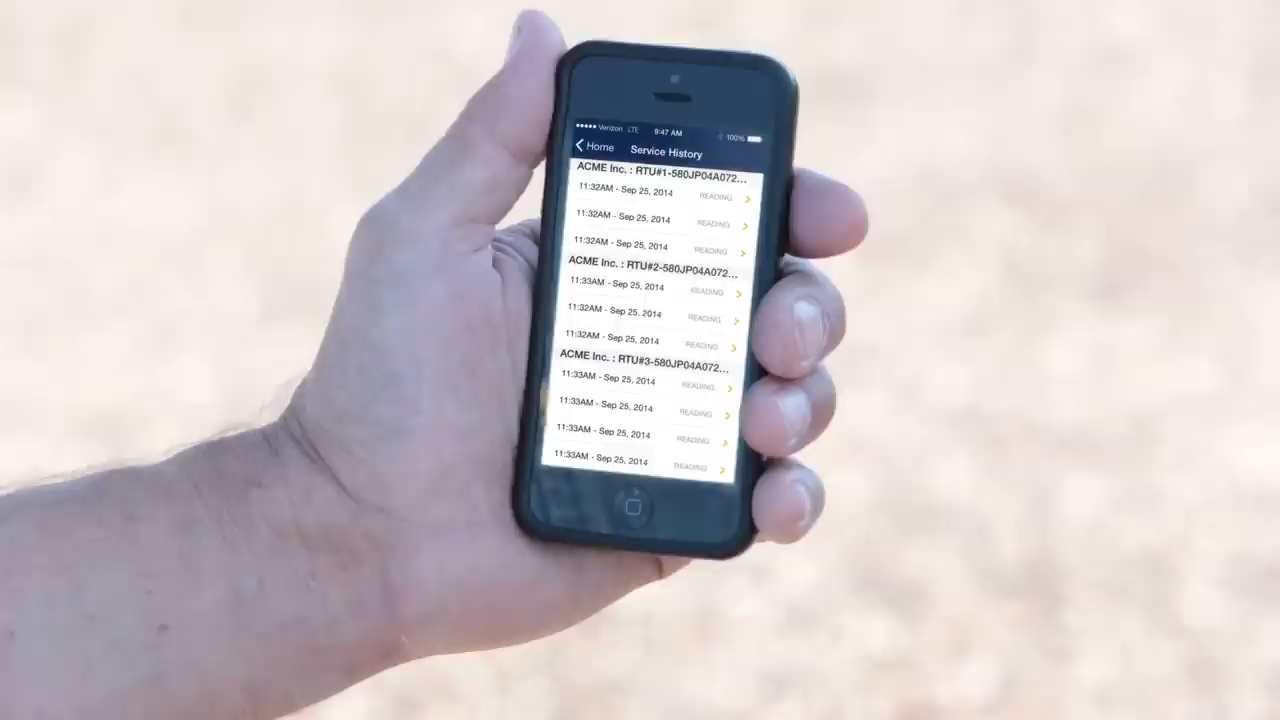 Verizon LTE 9:47 AM 100%
Home Service History
ACME Inc. : RTU#1-580JP04A072...
11:32AM - Sep 25, 2014 READING
11:32AM - Sep 25, 2014 READING
11:32AM - Sep 25, 2014 READING
ACME Inc. : RTU#2-580JP04A072...
11:33AM - Sep 25, 2014 READING
11:32AM - Sep 25, 2014 READING
11:32AM - Sep 25, 2014 READING
ACME Inc. : RTU#3-580JP04A072...
11:33AM - Sep 25, 2014 READING
11:33AM - Sep 25, 2014 READING
11:33AM - Sep 25, 2014 READING
11:33AM - Sep 25, 2014 READING